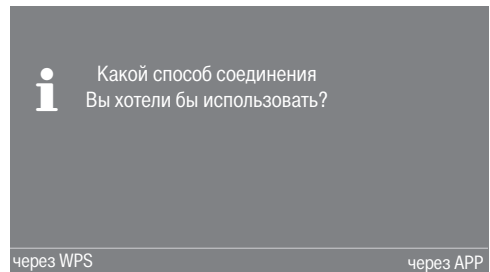 Какой способ соединения
Вы хотели бы использовать?
через WPS
через APP